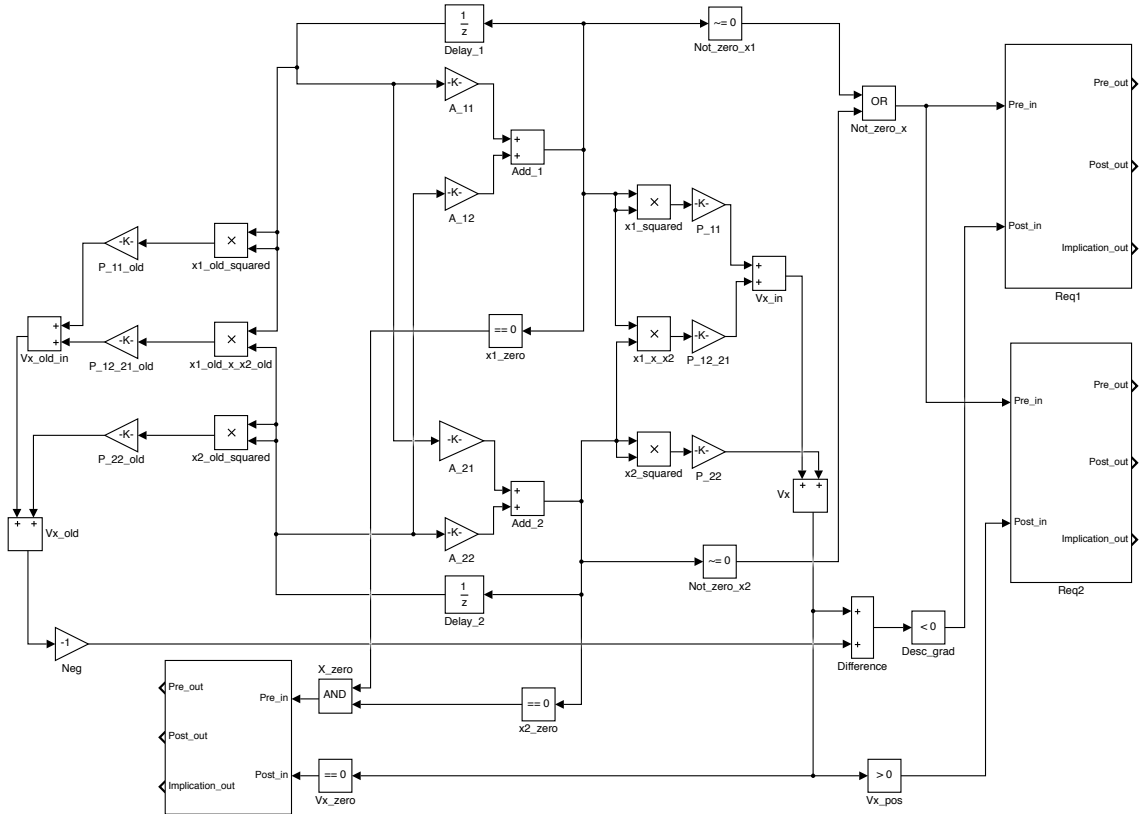 1
z
Delay_1
~= 0
Not_zero_x1
-K-
A_11
OR
Not_zero_x
Pre_in
Pre_out
Post_out
Post_in
Implication_out
Req1
+
+
Add_1
-K-
A_12
×
x1_squared
-K-
P_11
-K-
P_11_old
×
x1_old_squared
+
+
Vx_in
+
+
Vx_old_in
-K-
P_12_21_old
×
x1_old_x_x2_old
== 0
x1_zero
×
x1_x_x2
-K-
P_12_21
Pre_out
Pre_in
Post_out
Post_in
Implication_out
Req2
-K-
P_22_old
×
x2_old_squared
-K-
A_21
×
x2_squared
-K-
P_22
+ +
Vx
+
+
Add_2
+ +
Vx_old
-K-
A_22
~= 0
Not_zero_x2
1
z
Delay_2
-1
Neg
+
+
Difference
< 0
Desc_grad
X_zero
AND
Pre_out
Pre_in
Post_out
Post_in
Implication_out
== 0
x2_zero
== 0
Vx_zero
> 0
Vx_pos